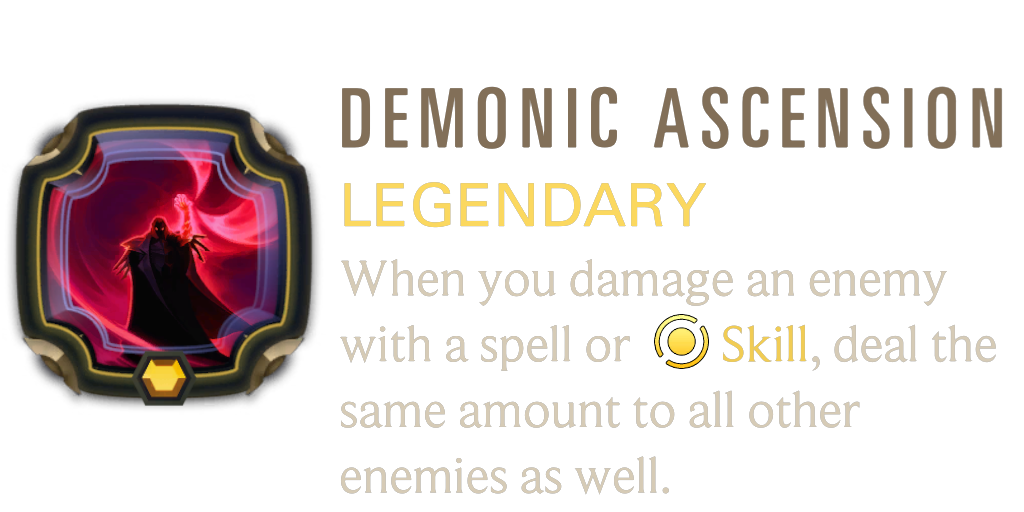 DEMONIC ASCENSION
LEGENDARY
When you damage an enemy
with a spell or Skill, deal the
same amount to all other
enemies as well.